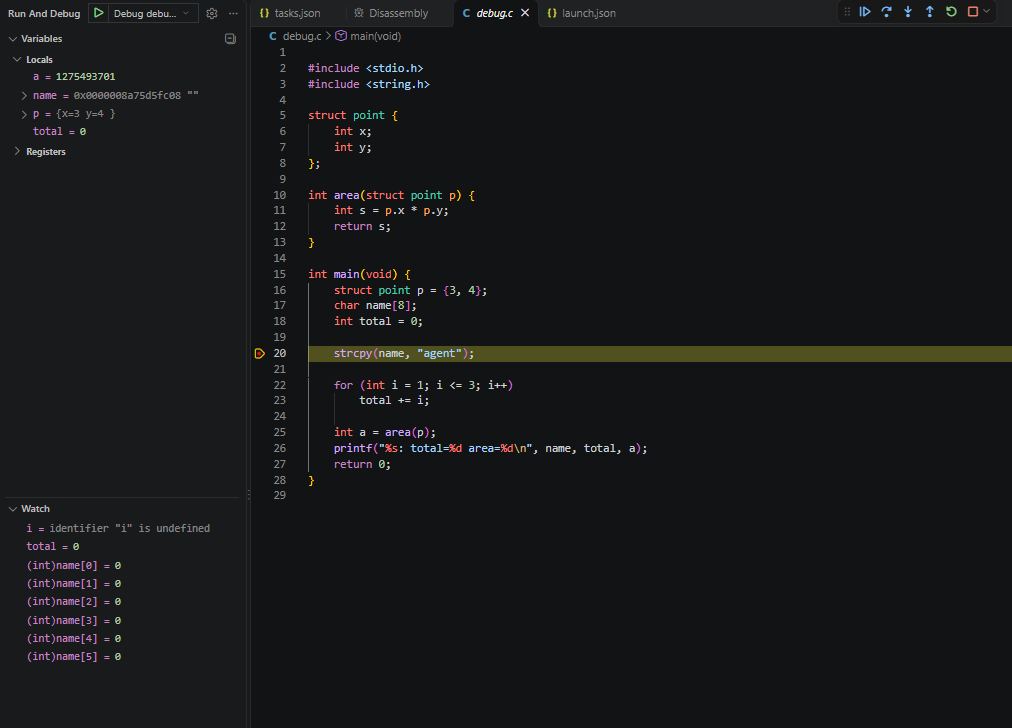 Run And Debug Debug debu... ...
Variables
Locals
a = 1275493701
name = 0x0000008a75d5fc08 ""
p = {x=3 y=4 }
total = 0
Registers
Watch
i = identifier "i" is undefined
total = 0
(int)name[0] = 0
(int)name[1] = 0
(int)name[2] = 0
(int)name[3] = 0
(int)name[4] = 0
(int)name[5] = 0
{} tasks.json Disassembly C debug.c {} launch.json
C debug.c > main(void)
1
2 #include <stdio.h>
3 #include <string.h>
4
5 struct point {
6 int x;
7 int y;
8 };
9
10 int area(struct point p) {
11 int s = p.x * p.y;
12 return s;
13 }
14
15 int main(void) {
16 struct point p = {3, 4};
17 char name[8];
18 int total = 0;
19
20 strcpy(name, "agent");
21
22 for (int i = 1; i <= 3; i++)
23 total += i;
24
25 int a = area(p);
26 printf("%s: total=%d area=%d\n", name, total, a);
27 return 0;
28 }
29